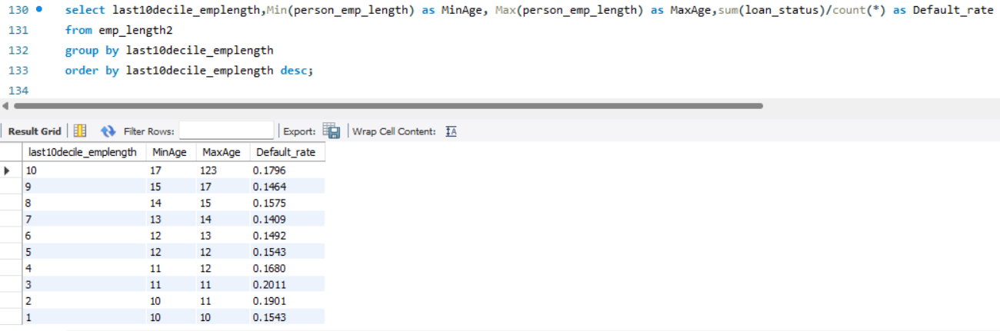 130 select last10decile_emplength,Min(person_emp_length) as MinAge, Max(person_emp_length) as MaxAge,sum(loan_status)/count(*) as Default_rate
131 from emp_length2
132 group by last10decile_emplength
133 order by last10decile_emplength desc;
134
Result Grid Filter Rows: Export: Wrap Cell Content: IA
last10decile_emplength MinAge MaxAge Default_rate
10 17 123 0.1796
9 15 17 0.1464
8 14 15 0.1575
7 13 14 0.1409
6 12 13 0.1492
5 12 12 0.1543
4 11 12 0.1680
3 11 11 0.2011
2 10 11 0.1901
1 10 10 0.1543